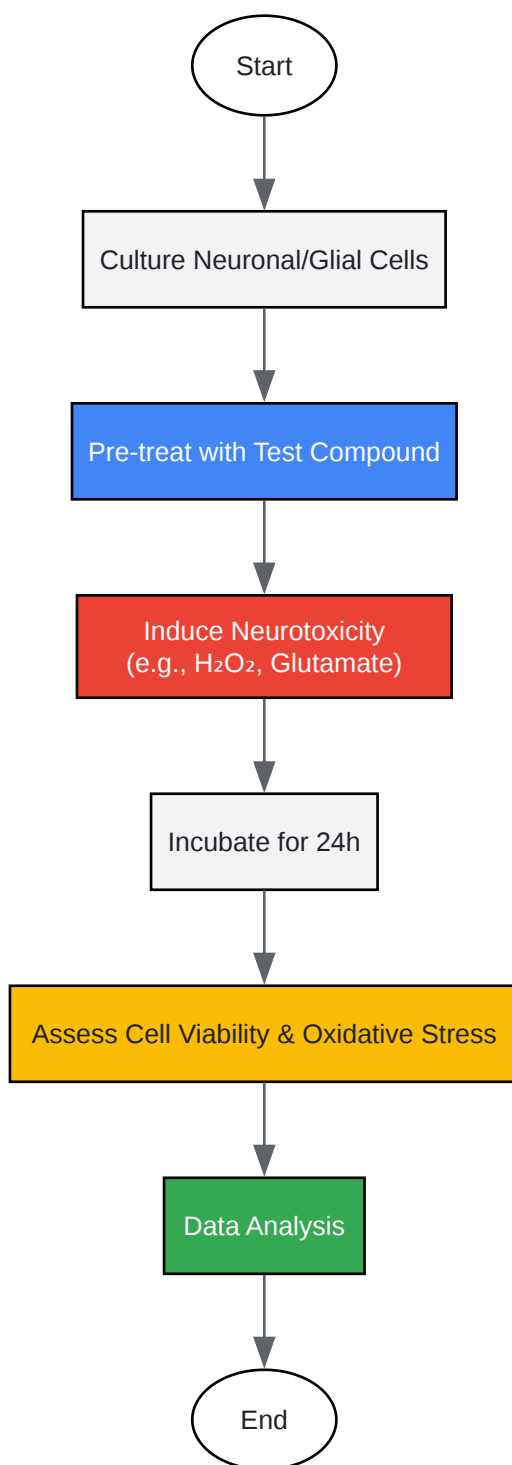 Start
Culture Neuronal/Glial Cells
Pre-treat with Test Compound
Induce Neurotoxicity
(e.g., H₂O₂, Glutamate)
Incubate for 24h
Assess Cell Viability & Oxidative Stress
Data Analysis
End